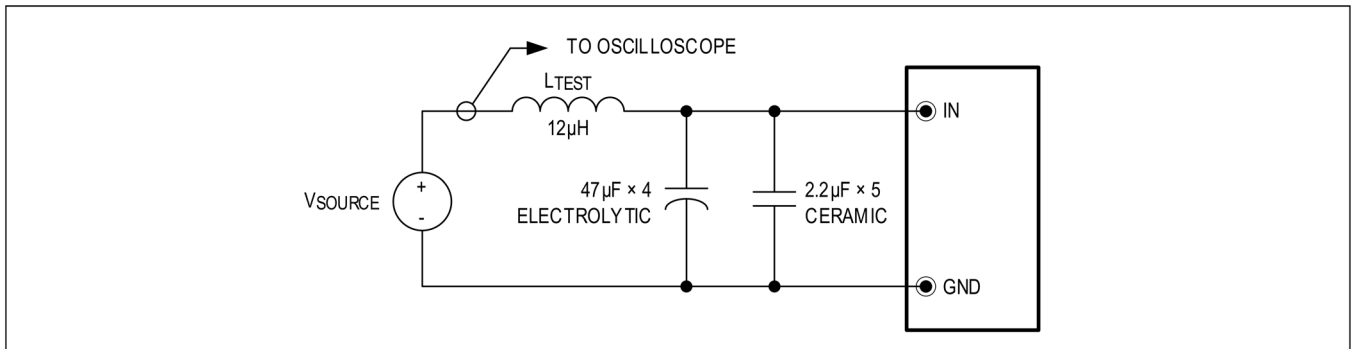 TO OSCILLOSCOPE
LTEST
12µH
IN
VSOURCE
+
-
47µF × 4
ELECTROLYTIC
2.2µF × 5
CERAMIC
GND